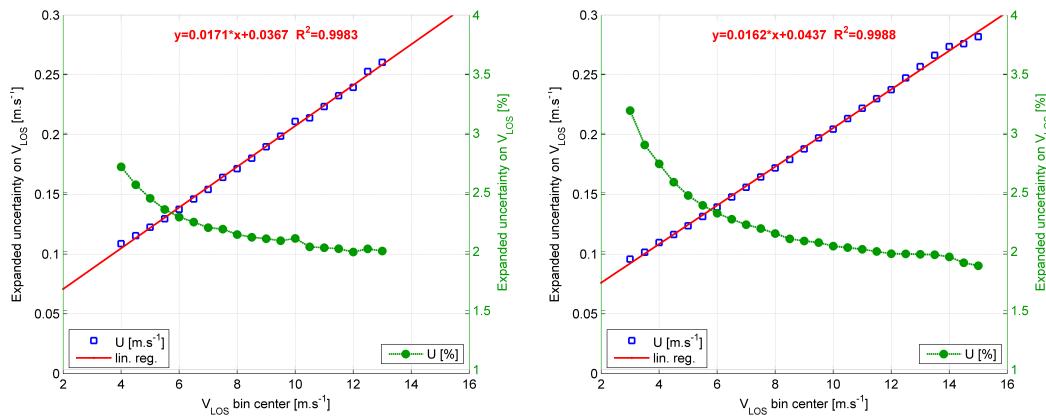 y=0.0171*x+0.0367 R²=0.9983
Expanded uncertainty on V_LOS [m.s⁻¹]
0.3
0.25
0.2
0.15
0.1
0.05
0
4
3.5
3
2.5
2
1.5
1
Expanded uncertainty on V_LOS [%]
U [m.s⁻¹]
lin. reg.
U [%]
2 4 6 8 10 12 14 16
V_LOS bin center [m.s⁻¹]
y=0.0162*x+0.0437 R²=0.9988
Expanded uncertainty on V_LOS [m.s⁻¹]
0.3
0.25
0.2
0.15
0.1
0.05
0
4
3.5
3
2.5
2
1.5
1
Expanded uncertainty on V_LOS [%]
U [m.s⁻¹]
lin. reg.
U [%]
2 4 6 8 10 12 14 16
V_LOS bin center [m.s⁻¹]